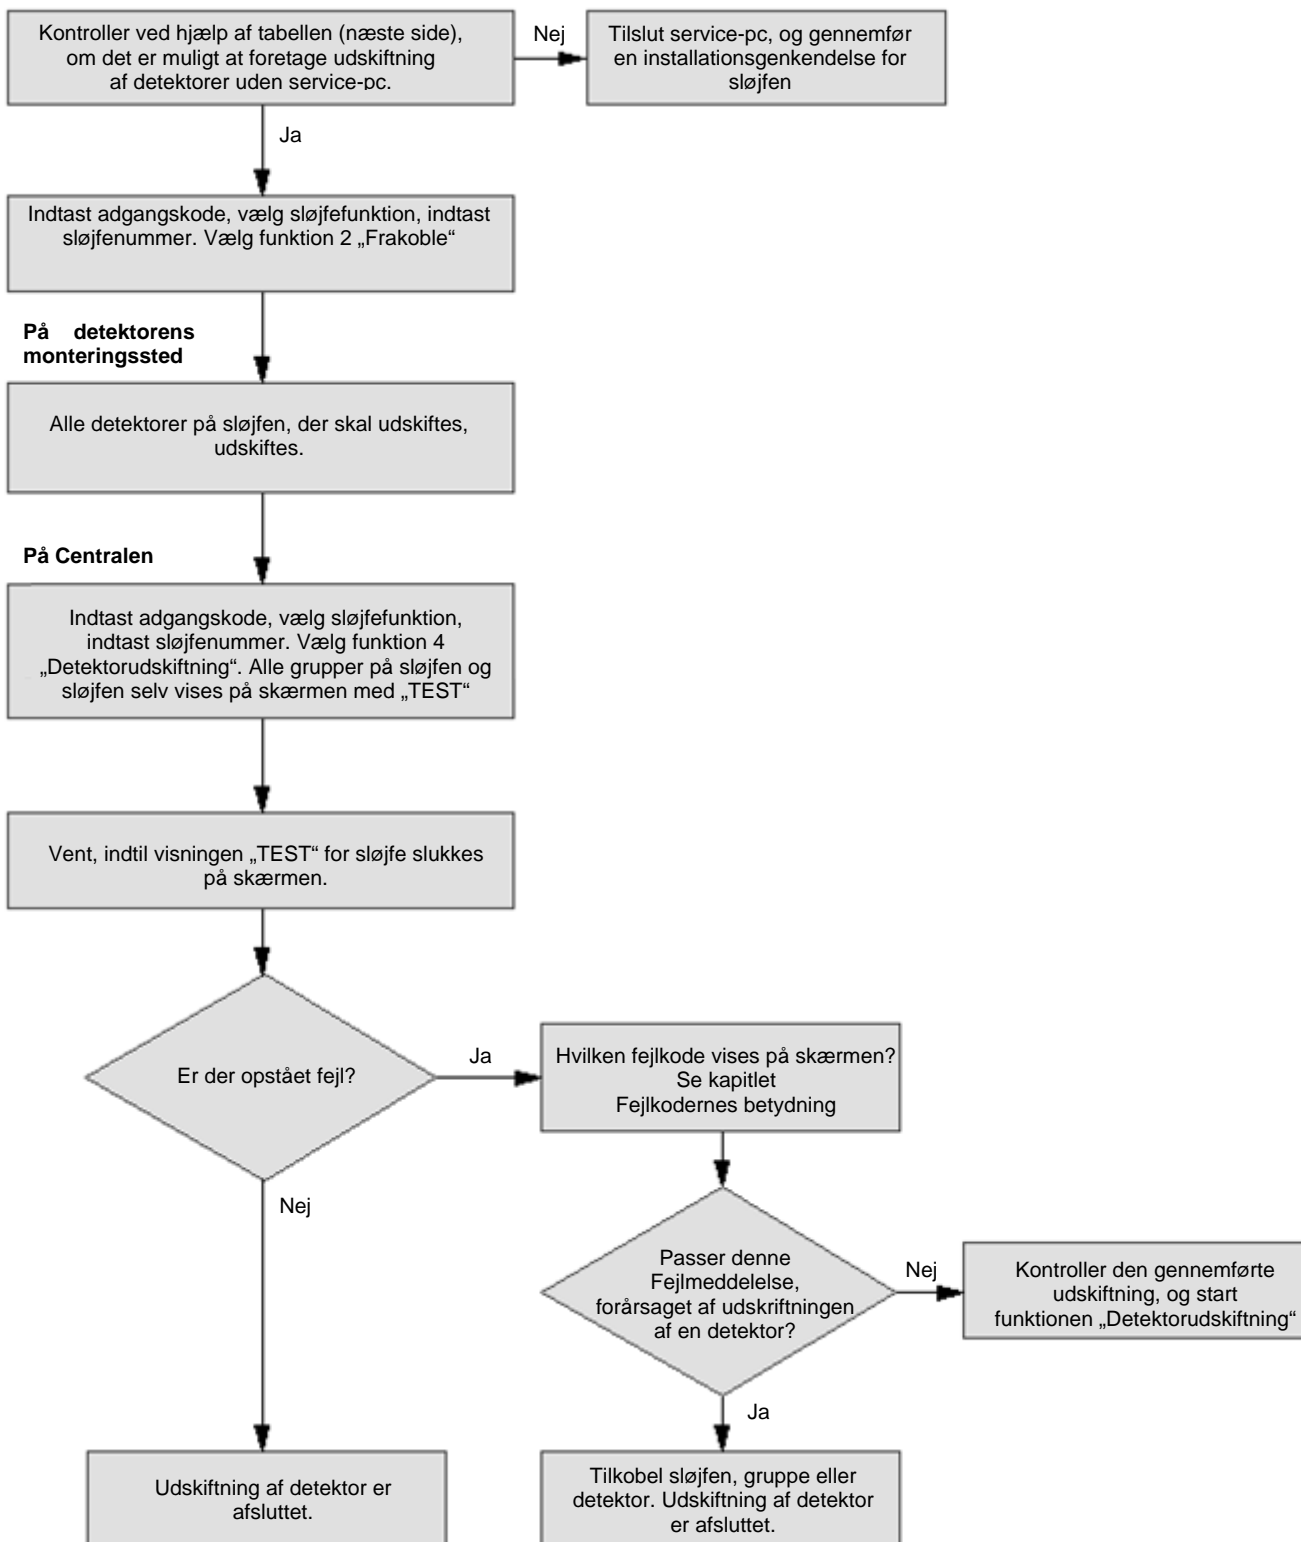 Kontroller ved hjælp af tabellen (næste side),
om det er muligt at foretage udskiftning
af detektorer uden service-pc.
Nej
Tilslut service-pc, og gennemfør
en installationsgenkendelse for
sløjfen
Ja
Indtast adgangskode, vælg sløjfefunktion, indtast
sløjfenummer. Vælg funktion 2 „Frakoble“
På detektorens
monteringssted
Alle detektorer på sløjfen, der skal udskiftes,
udskiftes.
På Centralen
Indtast adgangskode, vælg sløjfefunktion,
indtast sløjfenummer. Vælg funktion 4
„Detektorudskiftning“. Alle grupper på sløjfen og
sløjfen selv vises på skærmen med „TEST“
Vent, indtil visningen „TEST“ for sløjfe slukkes
på skærmen.
Er der opstået fejl?
Ja
Hvilken fejlkode vises på skærmen?
Se kapitlet
Fejlkodernes betydning
Nej
Passer denne
Fejlmeddelelse,
forårsaget af udskriftningen
af en detektor?
Nej
Kontroller den gennemførte
udskiftning, og start
funktionen „Detektorudskiftning“
Ja
Udskiftning af detektor er
afsluttet.
Tilkobel sløjfen, gruppe eller
detektor. Udskiftning af detektor
er afsluttet.